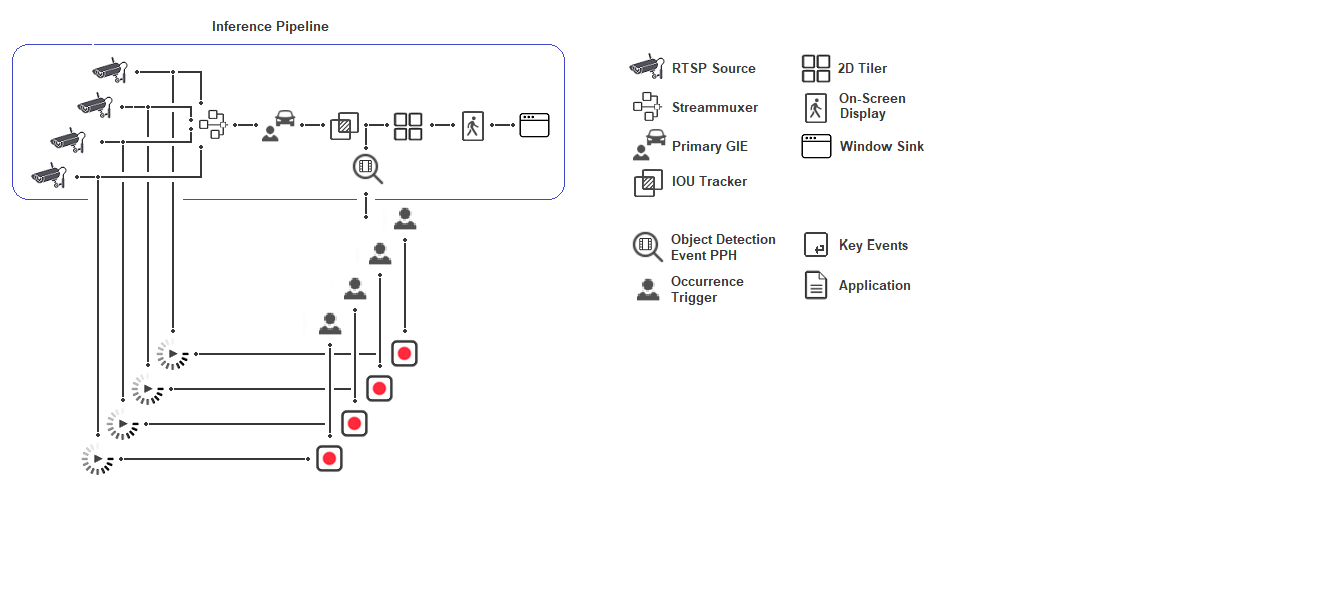 Inference Pipeline
RTSP Source
2D Tiler
Streammuxer
On-Screen
Display
Primary GIE
Window Sink
IOU Tracker
Object Detection
Event PPH
Key Events
Occurrence
Trigger
Application